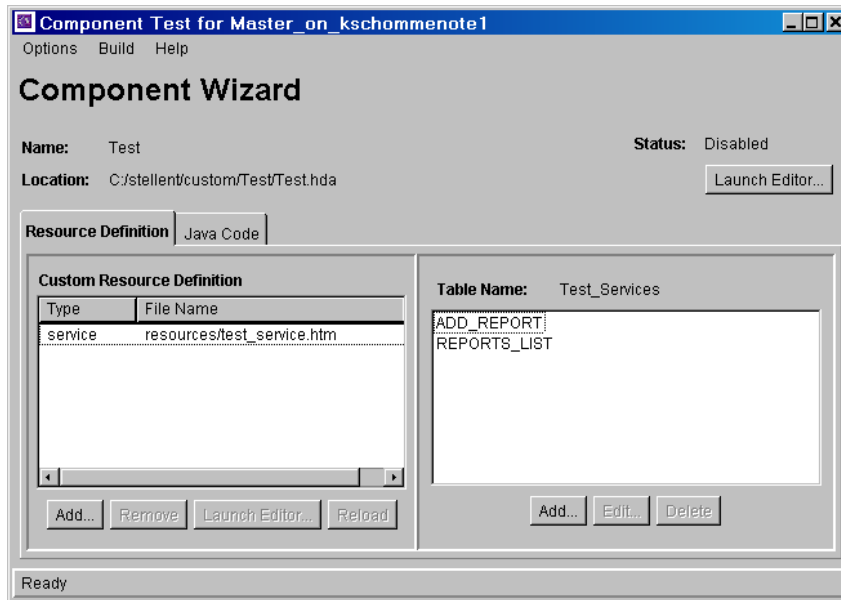 Component Test for Master_on_kschommenote1
Options Build Help
Component Wizard
Name: Test
Status: Disabled
Location: C:/stellent/custom/Test/Test.hda
Launch Editor...
Resource Definition Java Code
Custom Resource Definition
Type File Name
service resources/test_service.htm
Add... Remove Launch Editor... Reload
Table Name: Test_Services
ADD_REPORT
REPORTS_LIST
Add... Edit... Delete
Ready